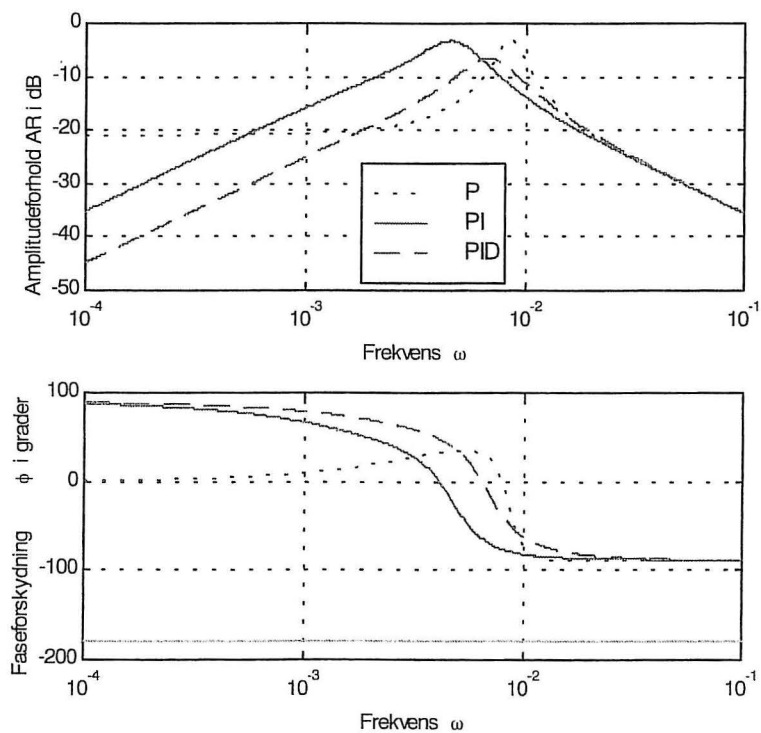 Amplitudeforhold AR i dB
0
-10
-20
-30
-40
-50
P
PI
PID
10⁻⁴
10⁻³
10⁻²
10⁻¹
Frekvens ω
Faseforskydning ϕ i grader
100
0
-100
-200
10⁻⁴
10⁻³
10⁻²
10⁻¹
Frekvens ω